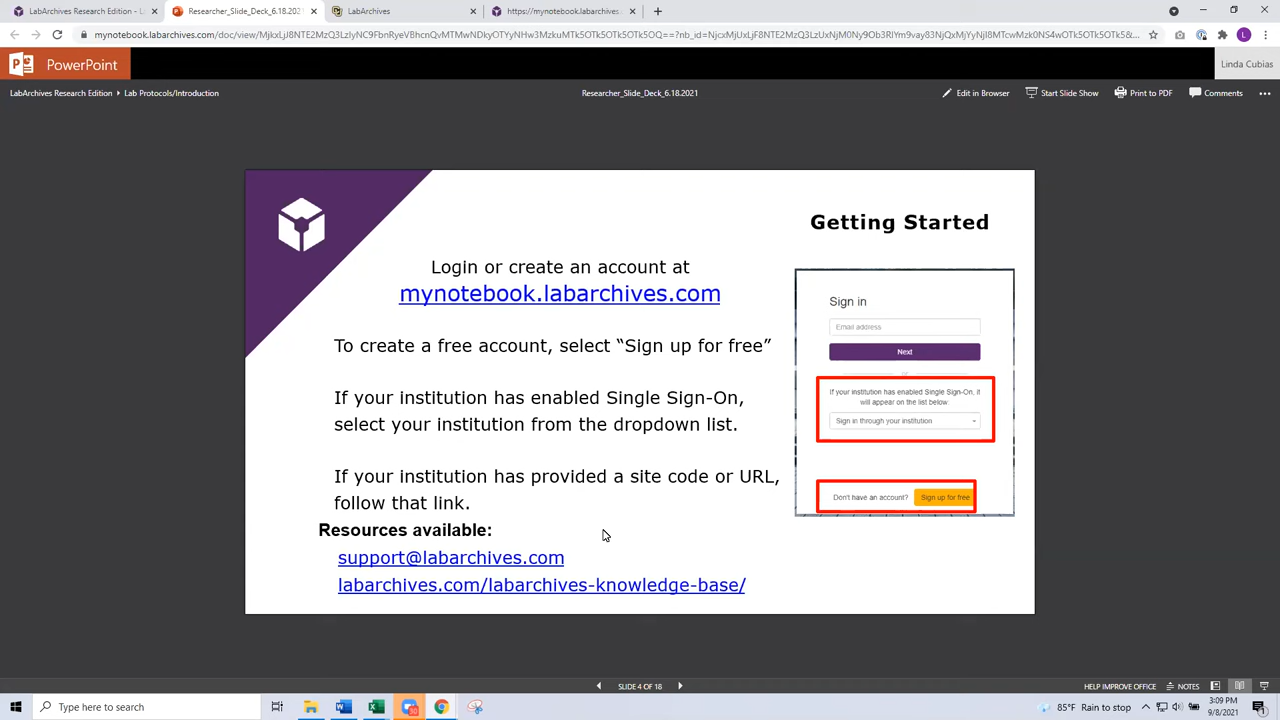 LabArchives Research Edition - L
Researcher_Slide_Deck_6.18.2021
LabArchives
https://mynotebook.labarchives.c
PowerPoint
Linda Cubias
LabArchives Research Edition
Lab Protocols/Introduction
Researcher_Slide_Deck_6.18.2021
Edit in Browser
Start Slide Show
Print to PDF
Comments
Getting Started
Login or create an account at
mynotebook.labarchives.com
To create a free account, select “Sign up for free”
If your institution has enabled Single Sign-On,
select your institution from the dropdown list.
If your institution has provided a site code or URL,
follow that link.
Resources available:
support@labarchives.com
labarchives.com/labarchives-knowledge-base/
Sign in
Email address
Next
If your institution has enabled Single Sign-On, it
will appear on the list below:
Sign in through your institution
Don't have an account?
Sign up for free
SLIDE 4 OF 18
HELP IMPROVE OFFICE
NOTES
Type here to search
85°F Rain to stop
3:09 PM
9/8/2021